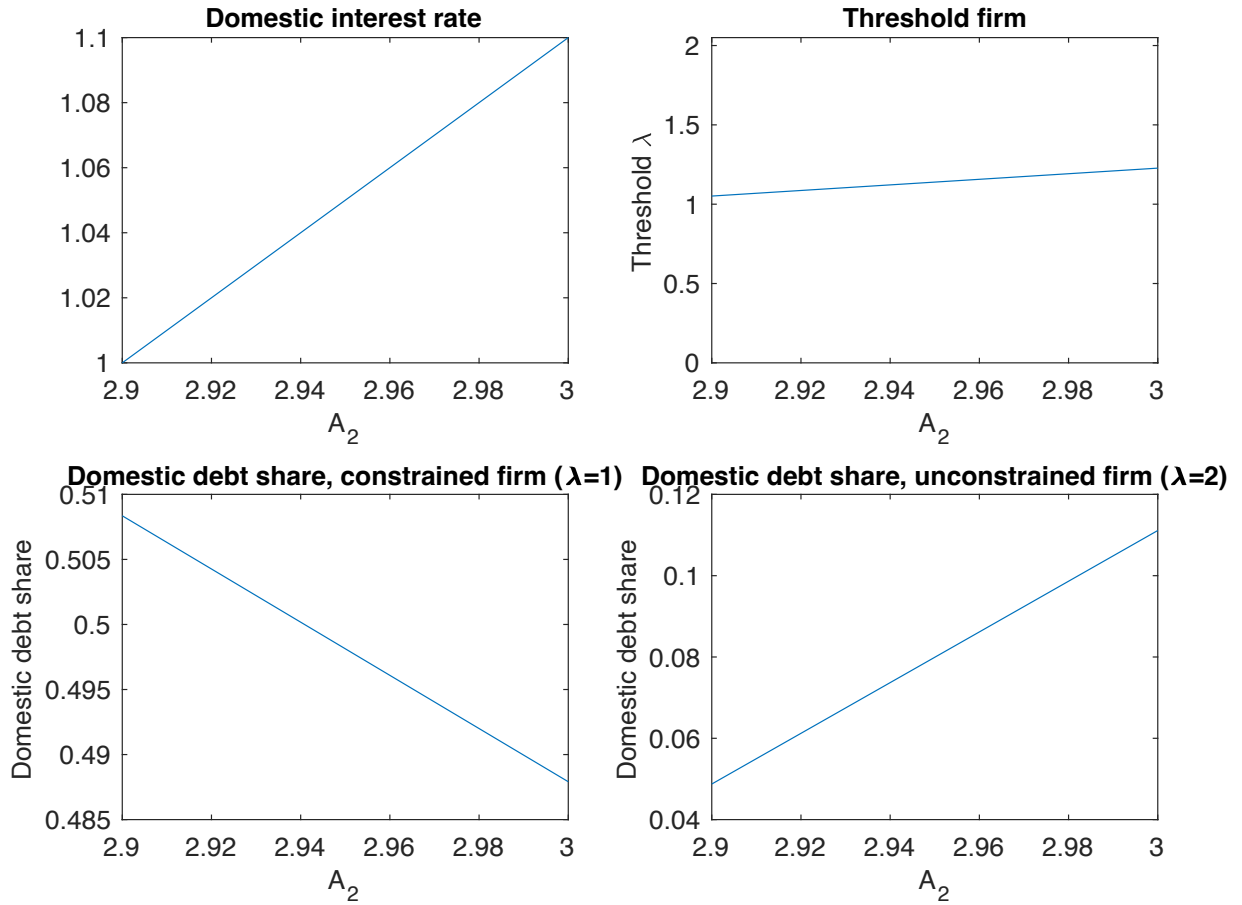 Domestic interest rate
1.1
1.08
1.06
1.04
1.02
1
2.9 2.92 2.94 2.96 2.98 3
A_2
Threshold firm
Threshold λ
2
1.5
1
0.5
0
2.9 2.92 2.94 2.96 2.98 3
A_2
Domestic debt share, constrained firm (λ=1)
Domestic debt share
0.51
0.505
0.5
0.495
0.49
0.485
2.9 2.92 2.94 2.96 2.98 3
A_2
Domestic debt share, unconstrained firm (λ=2)
Domestic debt share
0.12
0.1
0.08
0.06
0.04
2.9 2.92 2.94 2.96 2.98 3
A_2